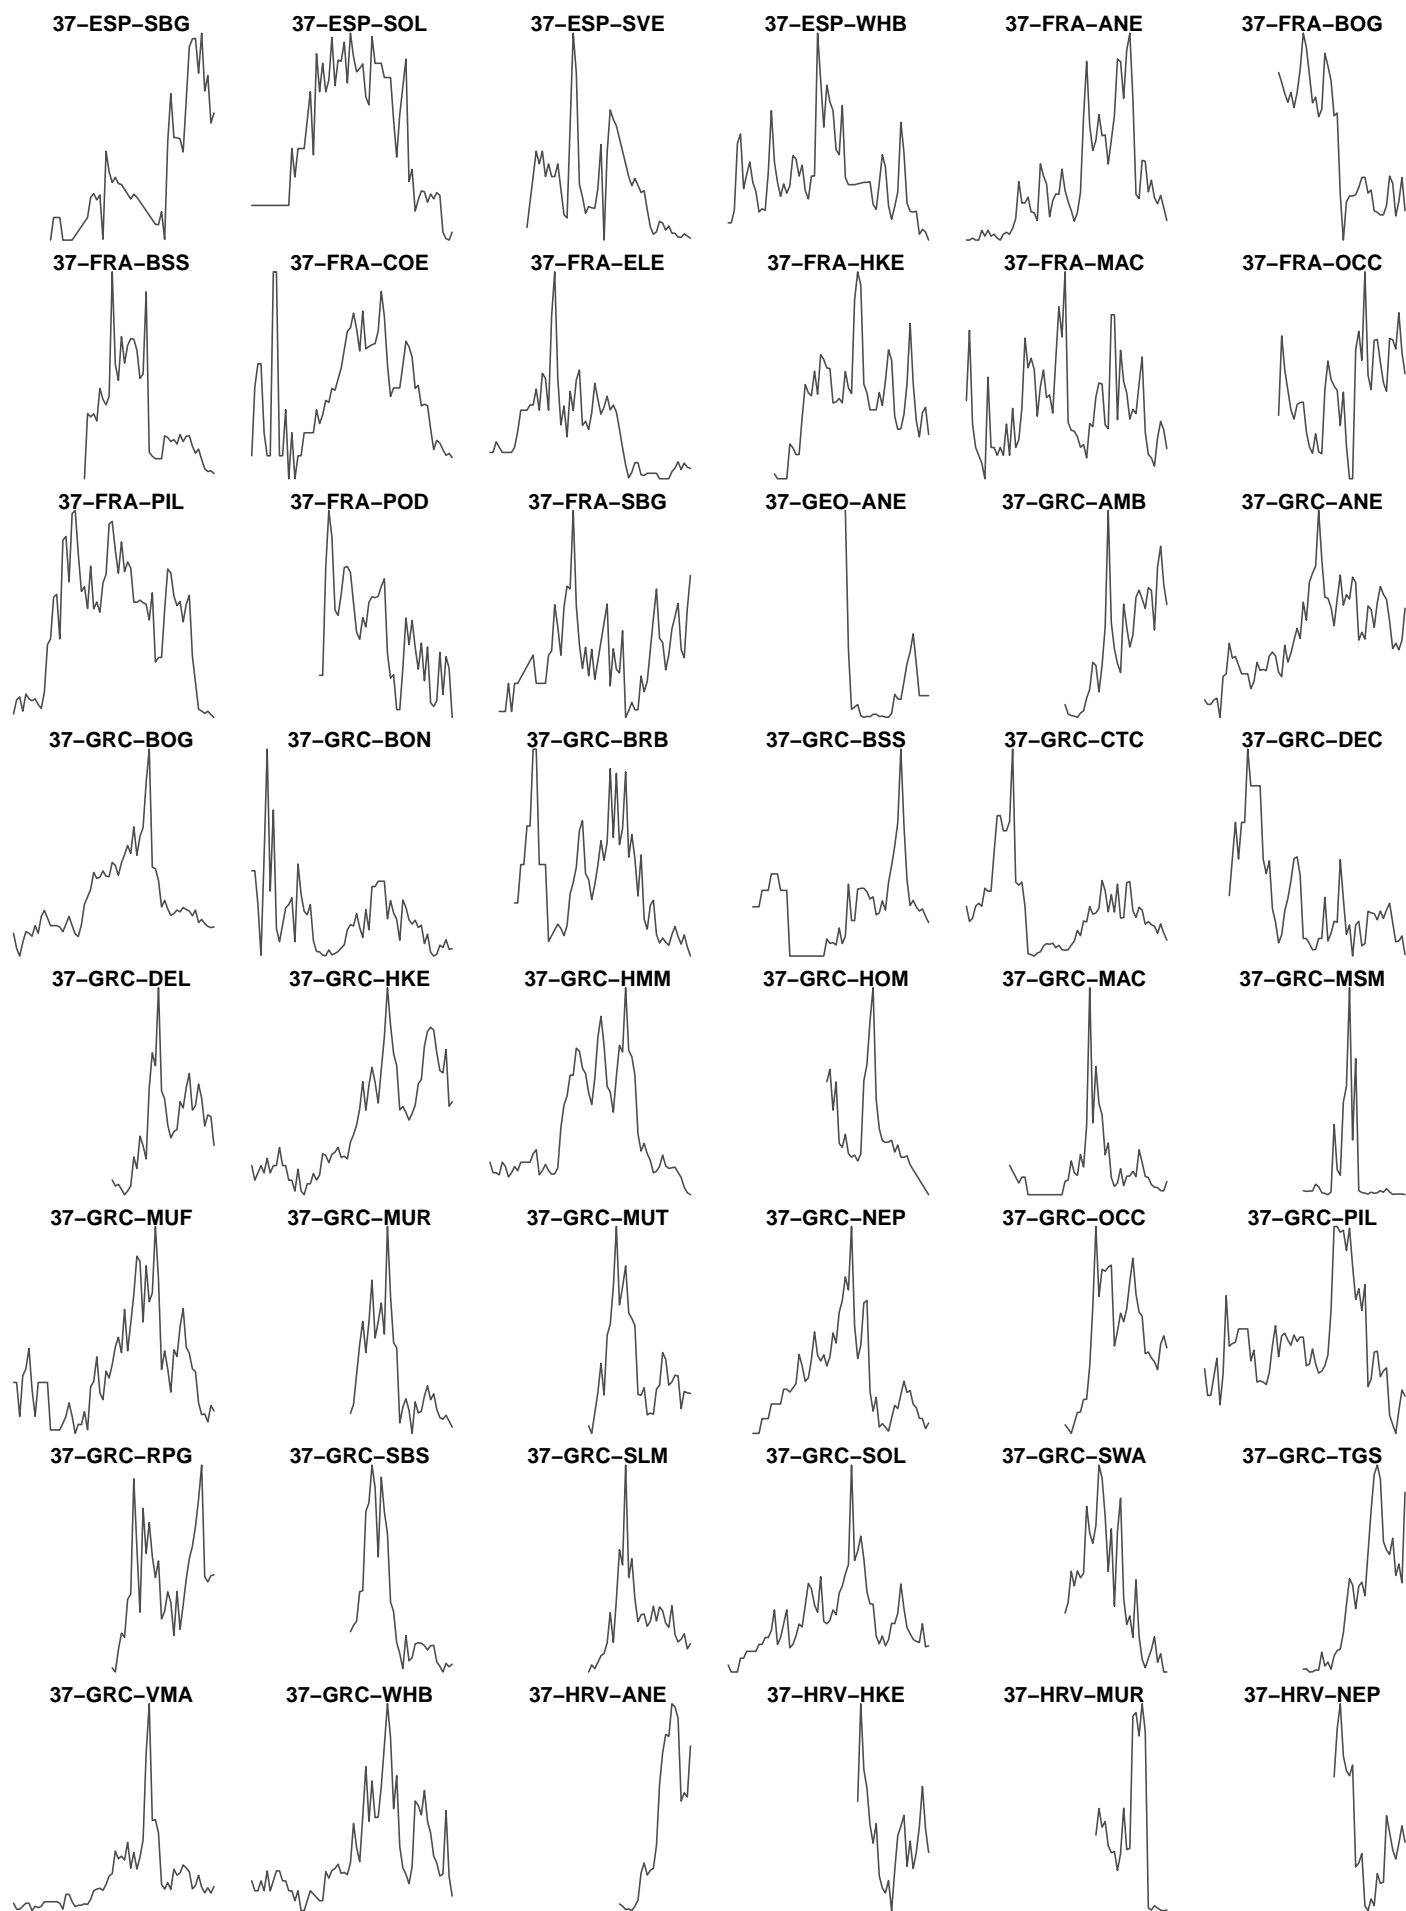 37−ESP−SBG 37−ESP−SOL 37−ESP−SVE 37−ESP−WHB 37−FRA−ANE 37−FRA−BOG
37−FRA−BSS 37−FRA−COE 37−FRA−ELE 37−FRA−HKE 37−FRA−MAC 37−FRA−OCC
37−FRA−PIL 37−FRA−POD 37−FRA−SBG 37−GEO−ANE 37−GRC−AMB 37−GRC−ANE
37−GRC−BOG 37−GRC−BON 37−GRC−BRB 37−GRC−BSS 37−GRC−CTC 37−GRC−DEC
37−GRC−DEL 37−GRC−HKE 37−GRC−HMM 37−GRC−HOM 37−GRC−MAC 37−GRC−MSM
37−GRC−MUF 37−GRC−MUR 37−GRC−MUT 37−GRC−NEP 37−GRC−OCC 37−GRC−PIL
37−GRC−RPG 37−GRC−SBS 37−GRC−SLM 37−GRC−SOL 37−GRC−SWA 37−GRC−TGS
37−GRC−VMA 37−GRC−WHB 37−HRV−ANE 37−HRV−HKE 37−HRV−MUR 37−HRV−NEP